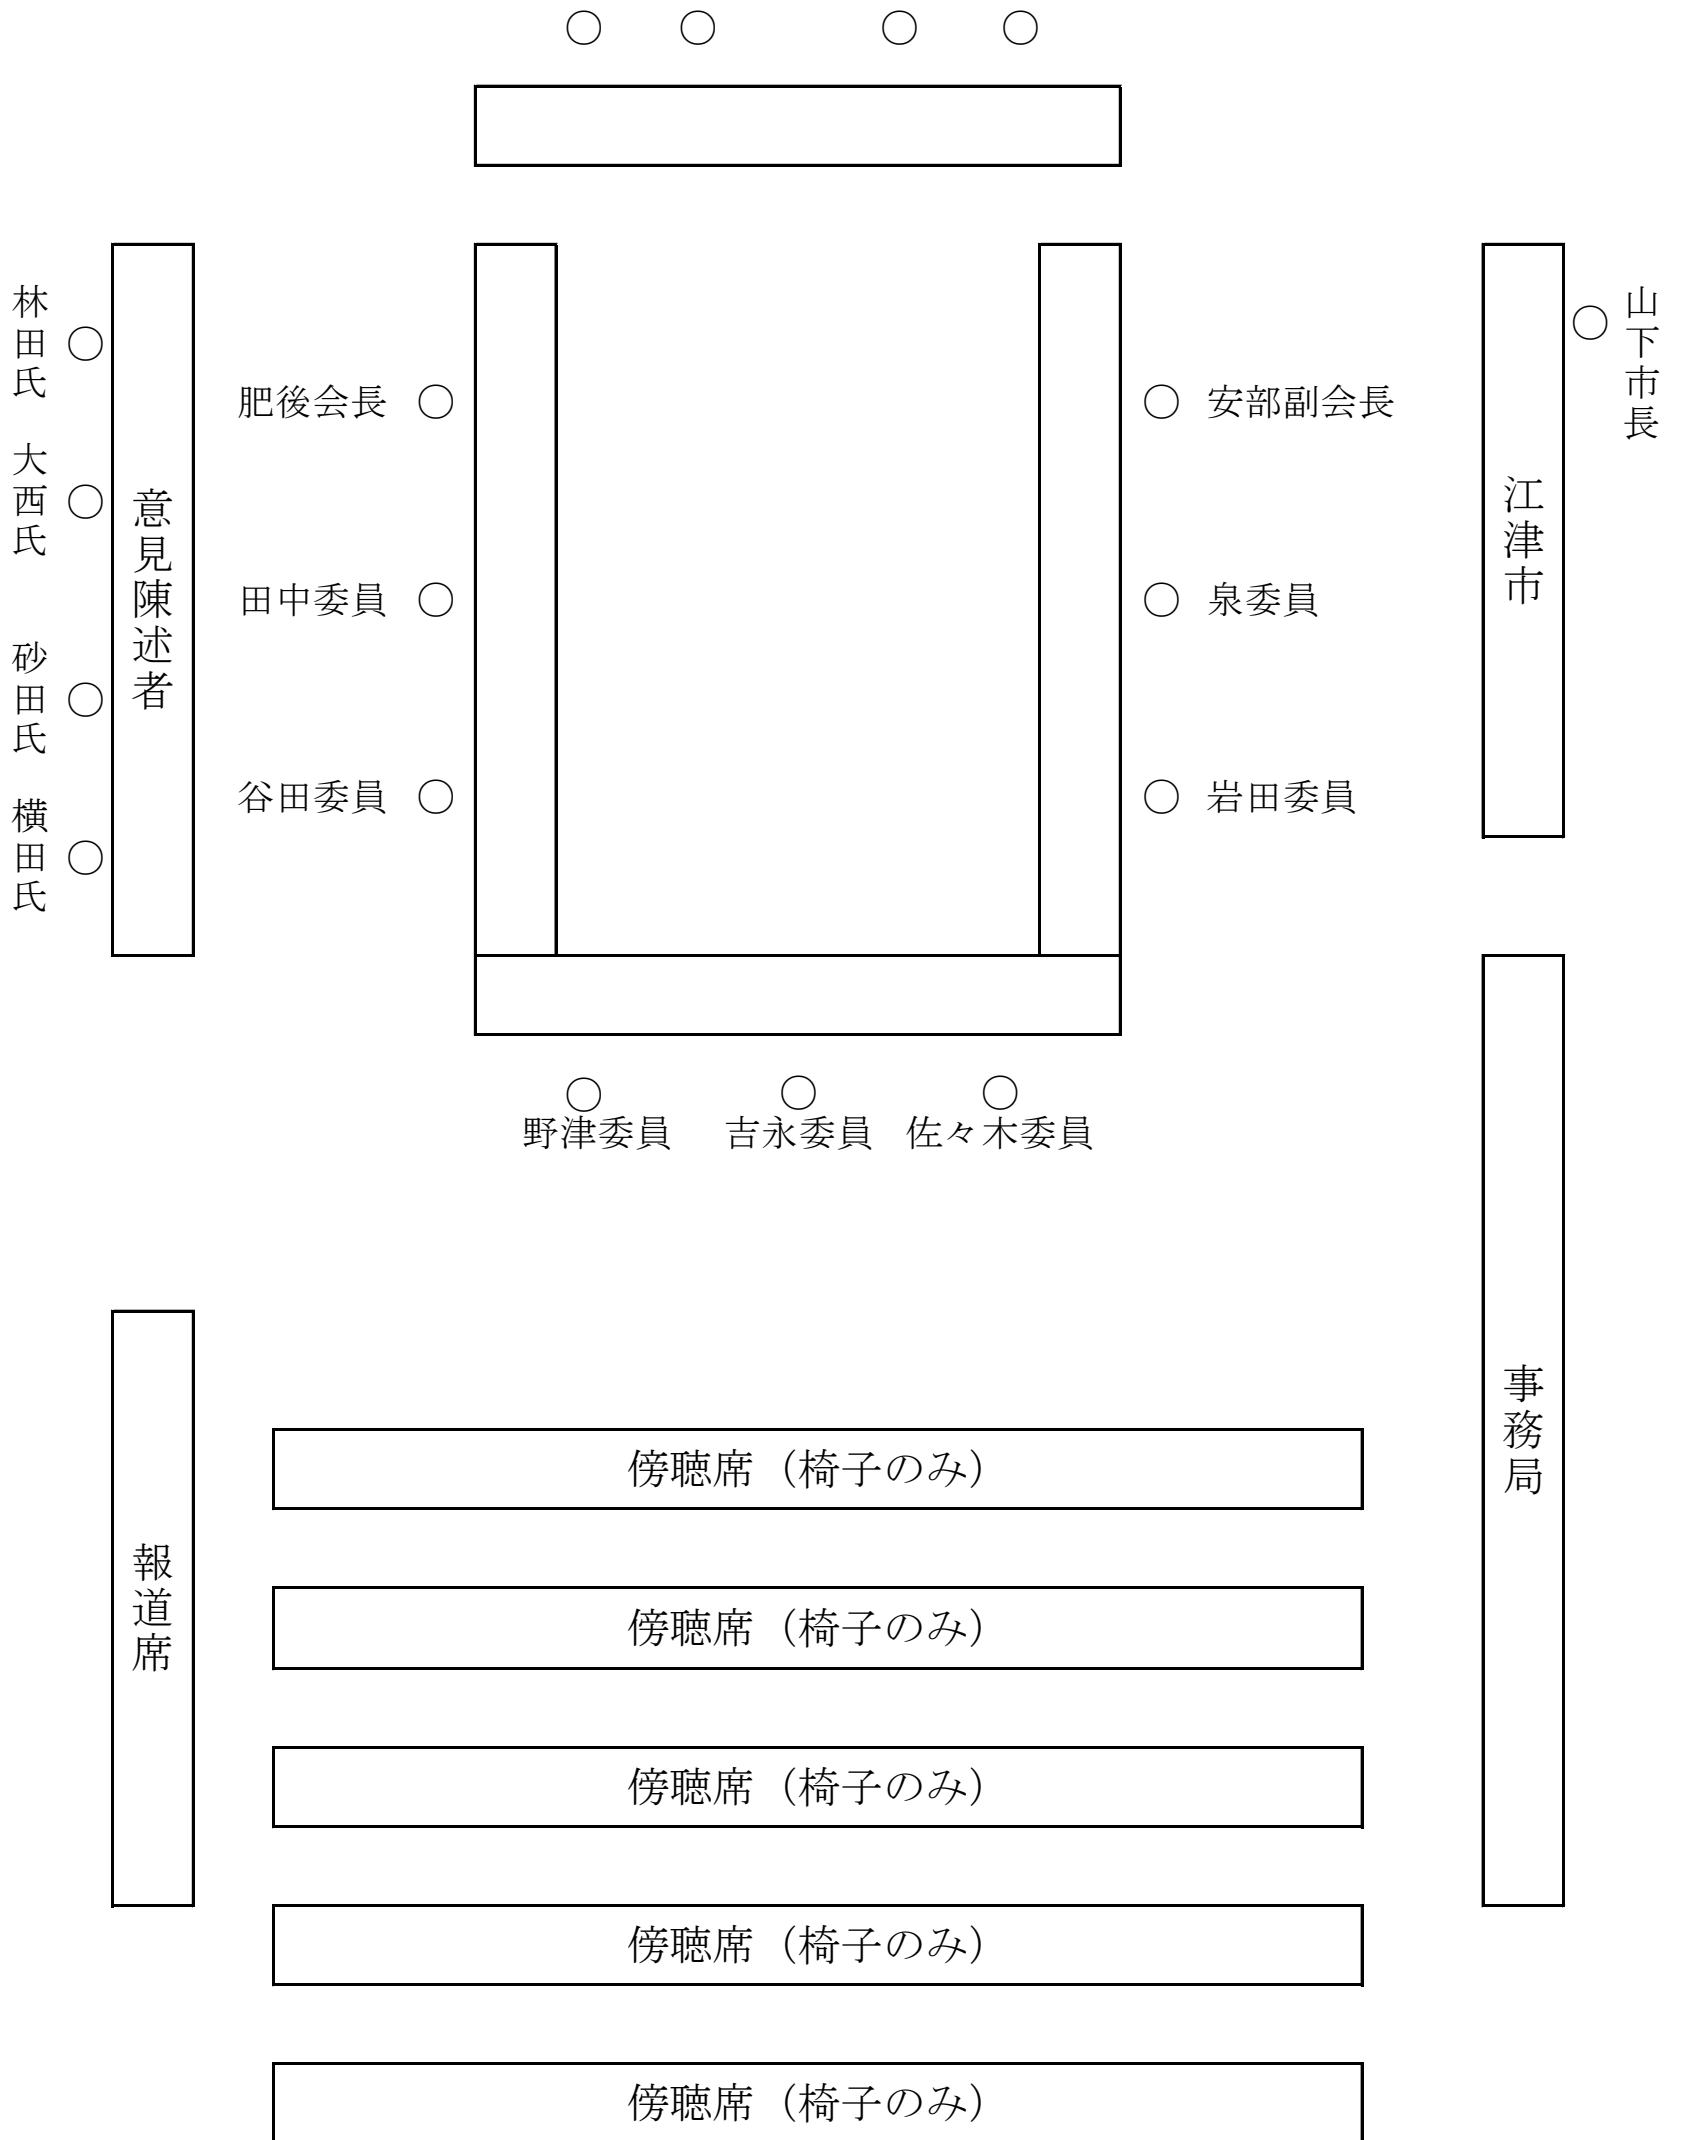 林田氏
大西氏
砂田氏
横田氏
意見陳述者
肥後会長
田中委員
谷田委員
安部副会長
泉委員
岩田委員
江津市
山下市長
野津委員
吉永委員
佐々木委員
報道席
事務局
傍聴席（椅子のみ）
傍聴席（椅子のみ）
傍聴席（椅子のみ）
傍聴席（椅子のみ）
傍聴席（椅子のみ）